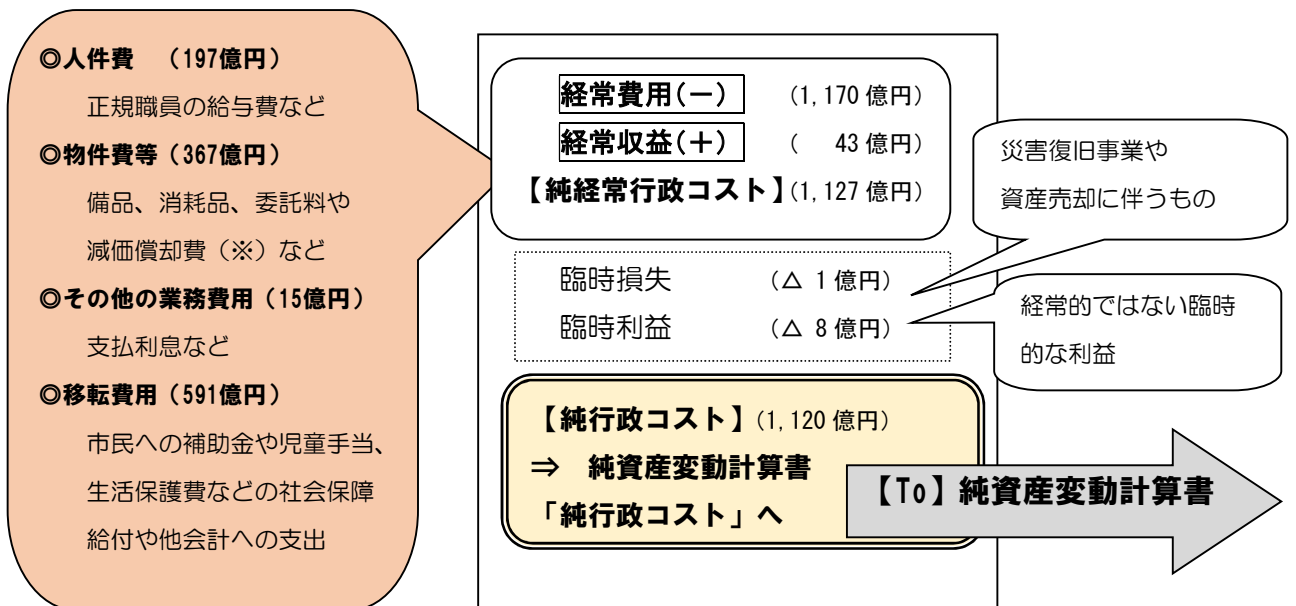 ◎人件費　（197億円）
正規職員の給与費など
◎物件費等（367億円）
備品、消耗品、委託料や
減価償却費（※）など
◎その他の業務費用（15億円）
支払利息など
◎移転費用（591億円）
市民への補助金や児童手当、
生活保護費などの社会保障
給付や他会計への支出
経常費用(－)　（1,170 億円）
経常収益(＋)　（　43 億円）
【純経常行政コスト】（1,127 億円）
臨時損失　（△ 1 億円）
臨時利益　（△ 8 億円）
災害復旧事業や
資産売却に伴うもの
経常的ではない臨時
的な利益
【純行政コスト】（1,120 億円）
⇒　純資産変動計算書
「純行政コスト」へ
【To】純資産変動計算書